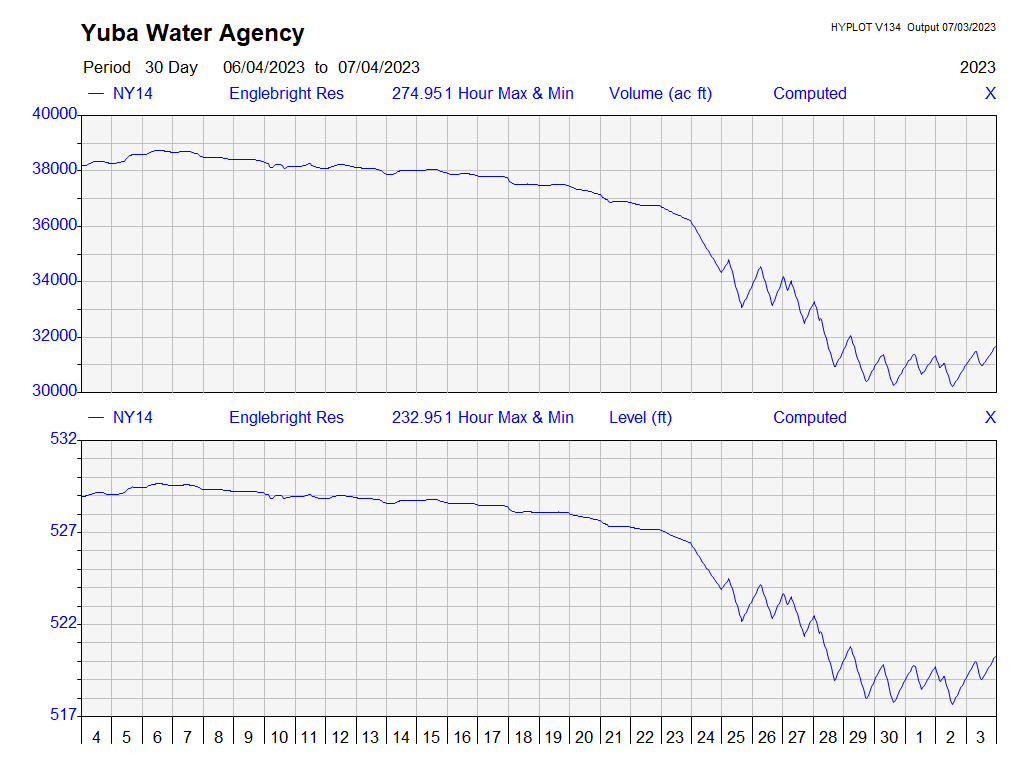 Yuba Water Agency
HYPLOT V134 Output 07/03/2023
Period 30 Day 06/04/2023 to 07/04/2023
2023
NY14 Englebright Res 274.951 Hour Max & Min Volume (ac ft) Computed X
40000
38000
36000
34000
32000
30000
NY14 Englebright Res 232.951 Hour Max & Min Level (ft) Computed X
532
527
522
517
4 5 6 7 8 9 10 11 12 13 14 15 16 17 18 19 20 21 22 23 24 25 26 27 28 29 30 1 2 3